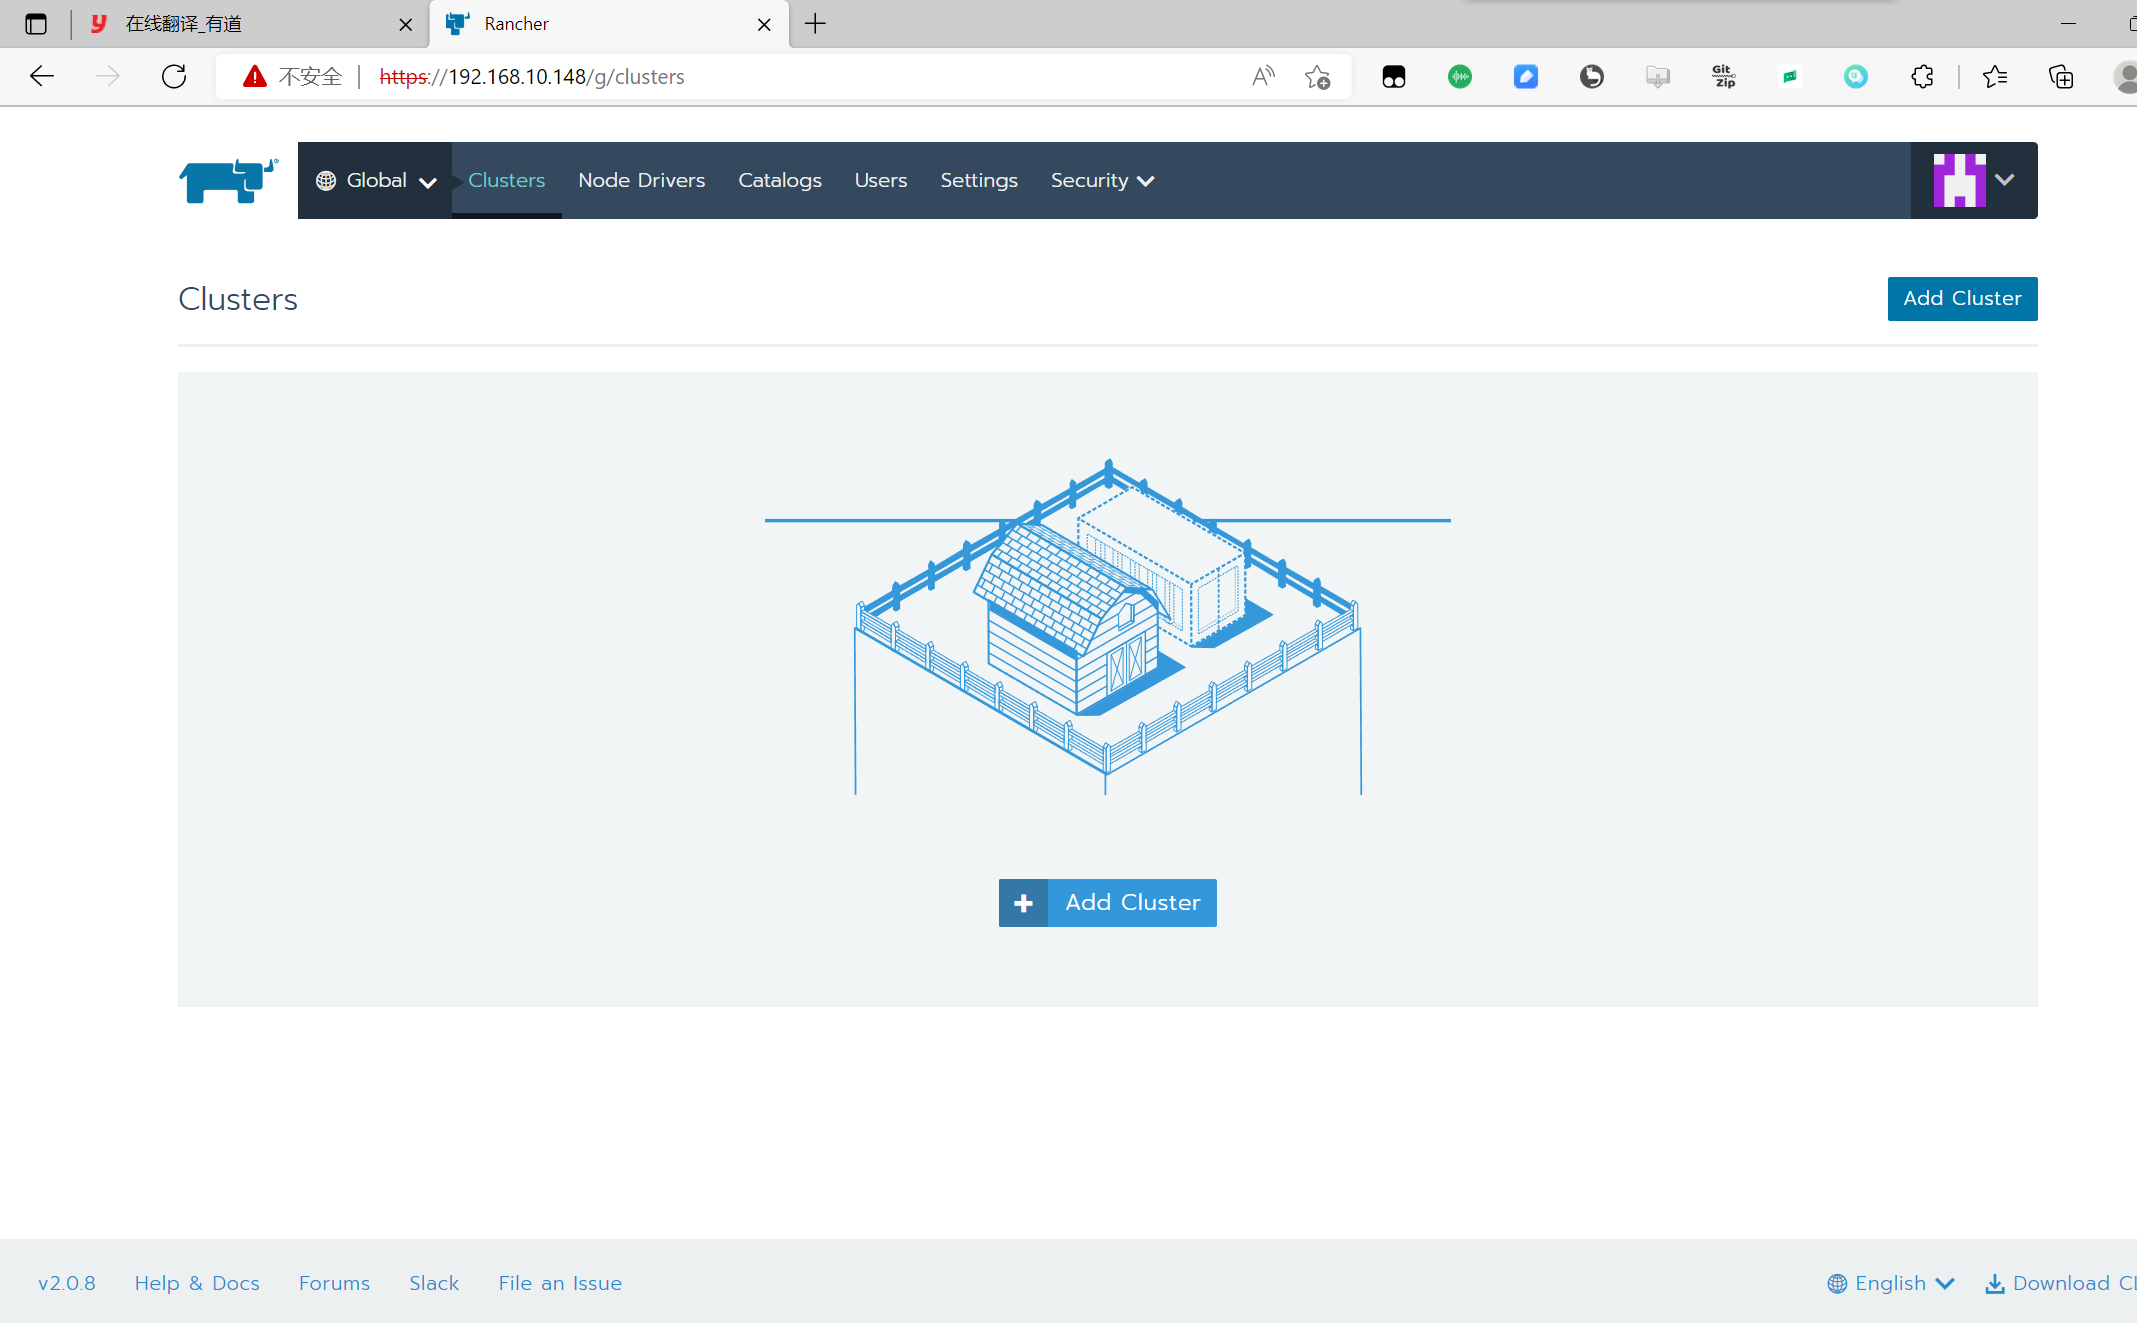 在线翻译_有道
Rancher
不安全 https://192.168.10.148/g/clusters
Git
Zip
Global Clusters Node Drivers Catalogs Users Settings Security
Clusters
Add Cluster
Add Cluster
v2.0.8 Help & Docs Forums Slack File an Issue English Download CL